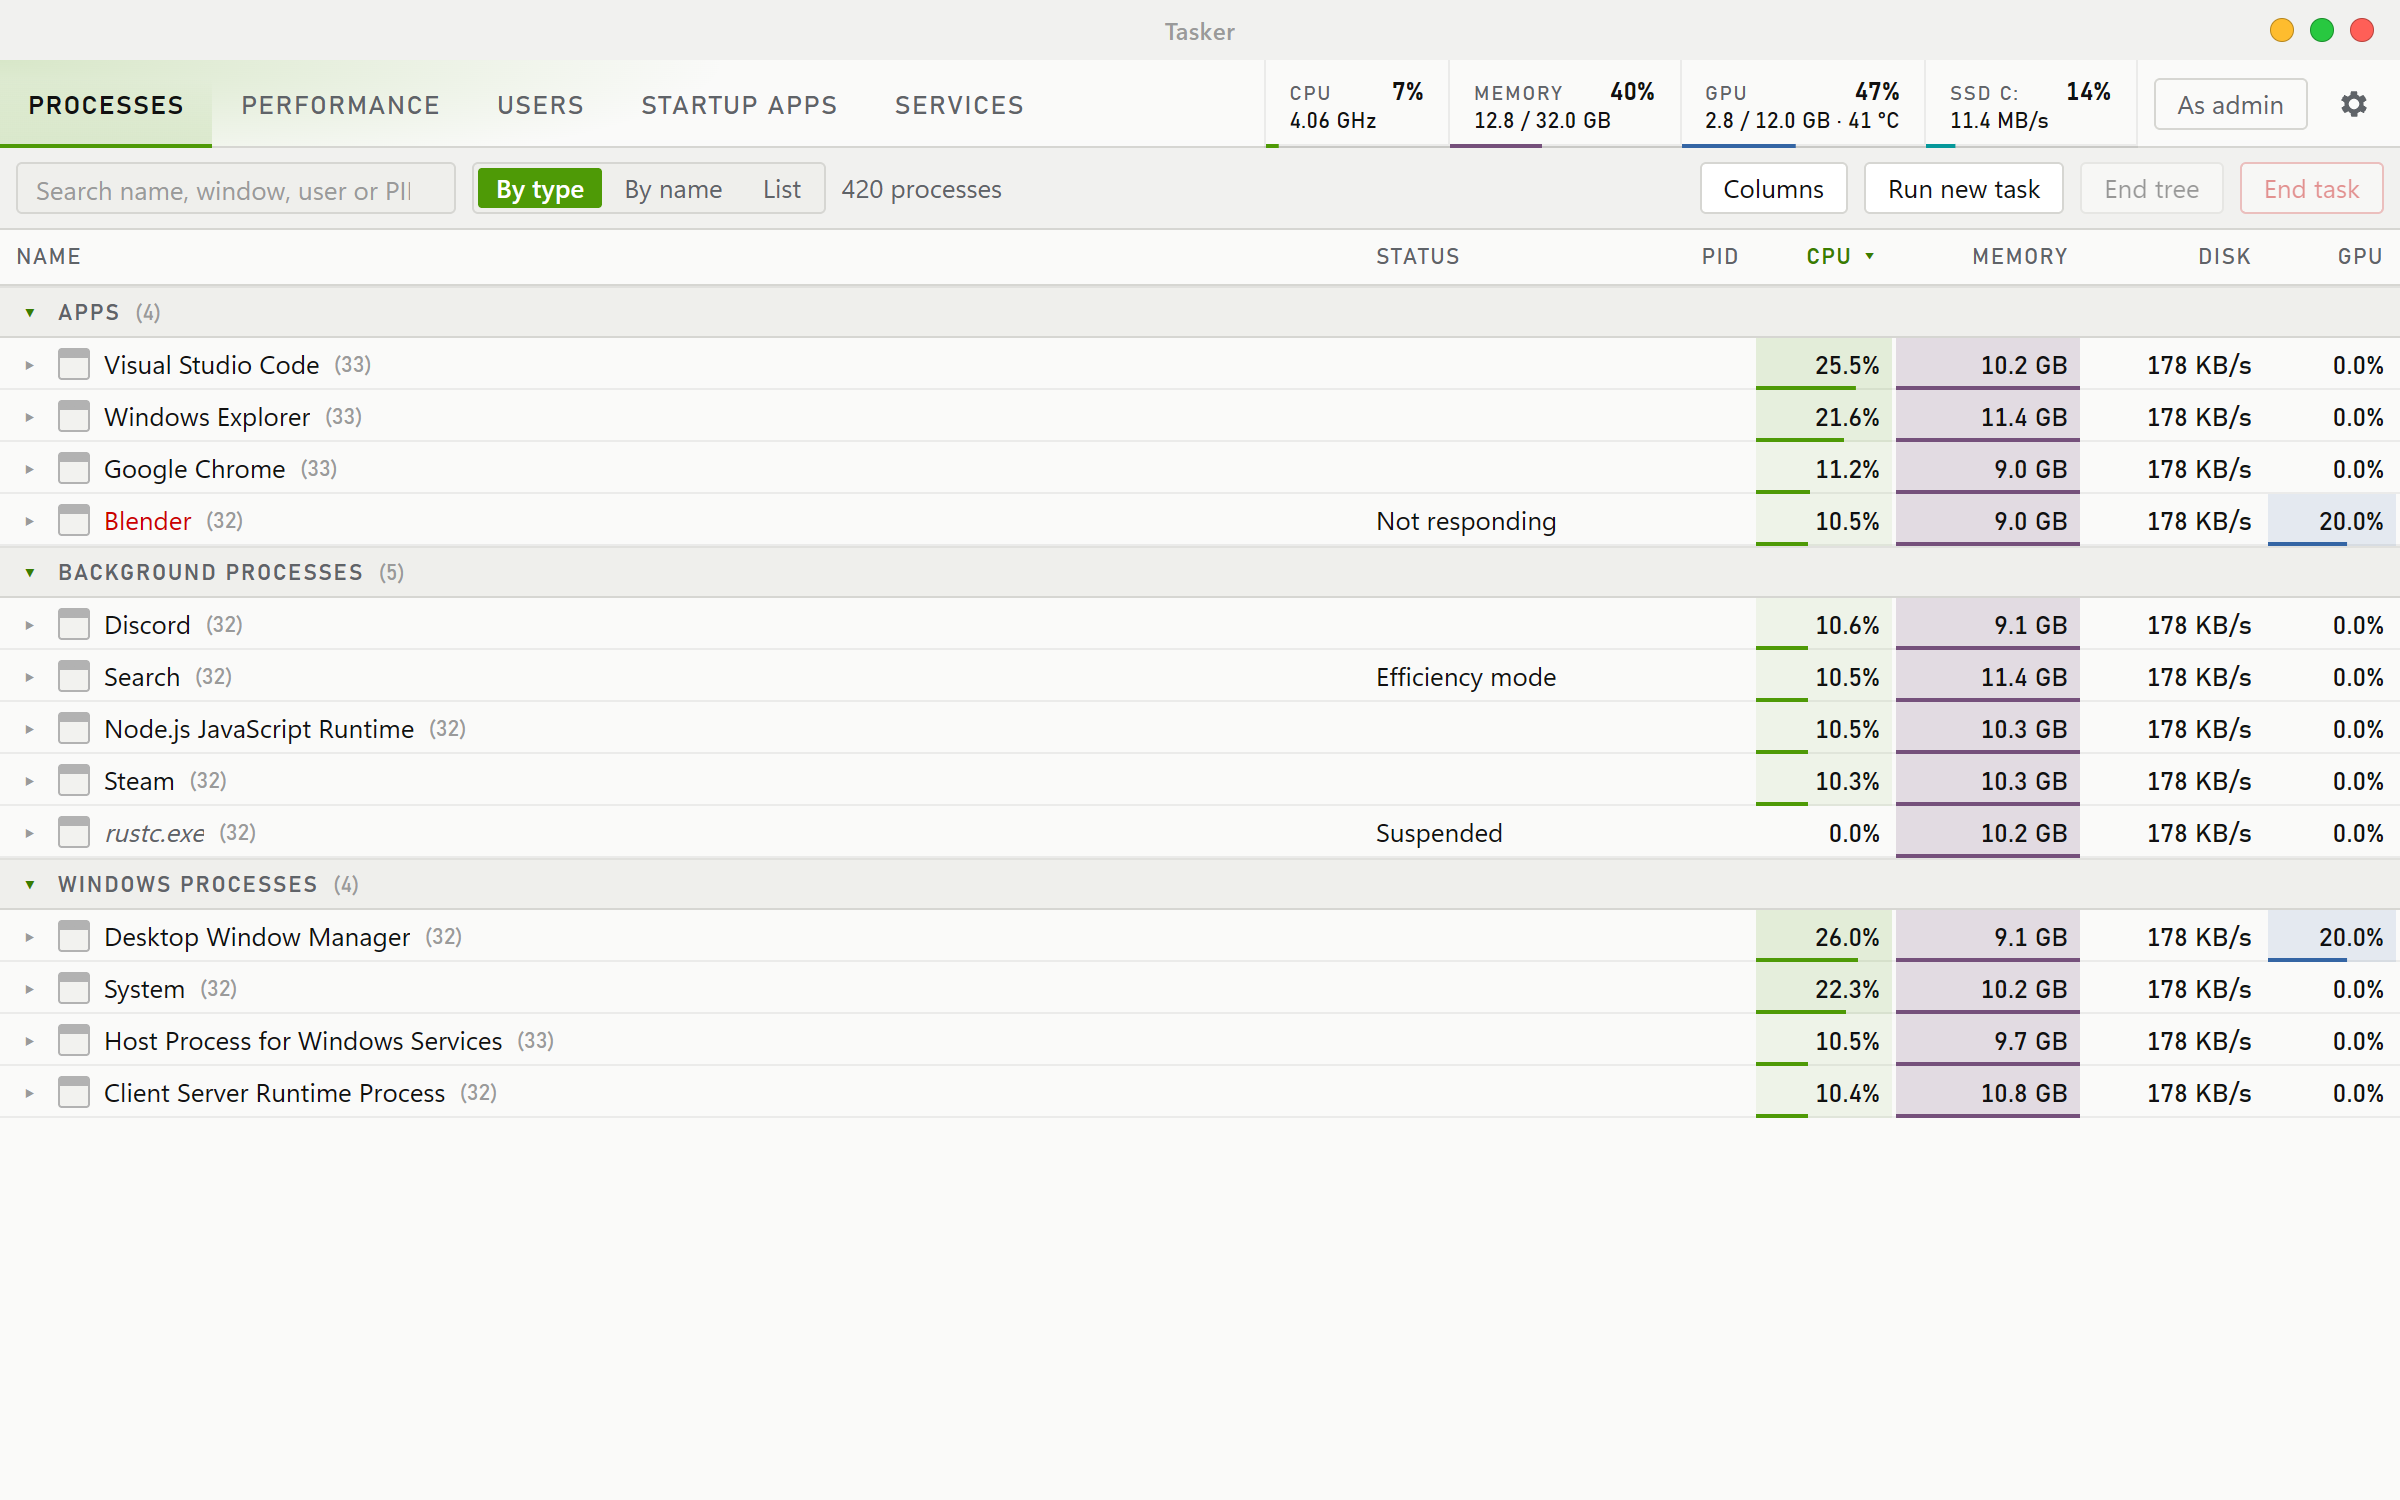 Tasker
PROCESSES PERFORMANCE USERS STARTUP APPS SERVICES
CPU 7%
4.06 GHz
MEMORY 40%
12.8 / 32.0 GB
GPU 47%
2.8 / 12.0 GB · 41 °C
SSD C: 14%
11.4 MB/s
As admin
Search name, window, user or PI
By type By name List 420 processes Columns Run new task End tree End task
NAME STATUS PID CPU MEMORY DISK GPU
APPS (4)
Visual Studio Code (33) 25.5% 10.2 GB 178 KB/s 0.0%
Windows Explorer (33) 21.6% 11.4 GB 178 KB/s 0.0%
Google Chrome (33) 11.2% 9.0 GB 178 KB/s 0.0%
Blender (32) Not responding 10.5% 9.0 GB 178 KB/s 20.0%
BACKGROUND PROCESSES (5)
Discord (32) 10.6% 9.1 GB 178 KB/s 0.0%
Search (32) Efficiency mode 10.5% 11.4 GB 178 KB/s 0.0%
Node.js JavaScript Runtime (32) 10.5% 10.3 GB 178 KB/s 0.0%
Steam (32) 10.3% 10.3 GB 178 KB/s 0.0%
rustc.exe (32) Suspended 0.0% 10.2 GB 178 KB/s 0.0%
WINDOWS PROCESSES (4)
Desktop Window Manager (32) 26.0% 9.1 GB 178 KB/s 20.0%
System (32) 22.3% 10.2 GB 178 KB/s 0.0%
Host Process for Windows Services (33) 10.5% 9.7 GB 178 KB/s 0.0%
Client Server Runtime Process (32) 10.4% 10.8 GB 178 KB/s 0.0%